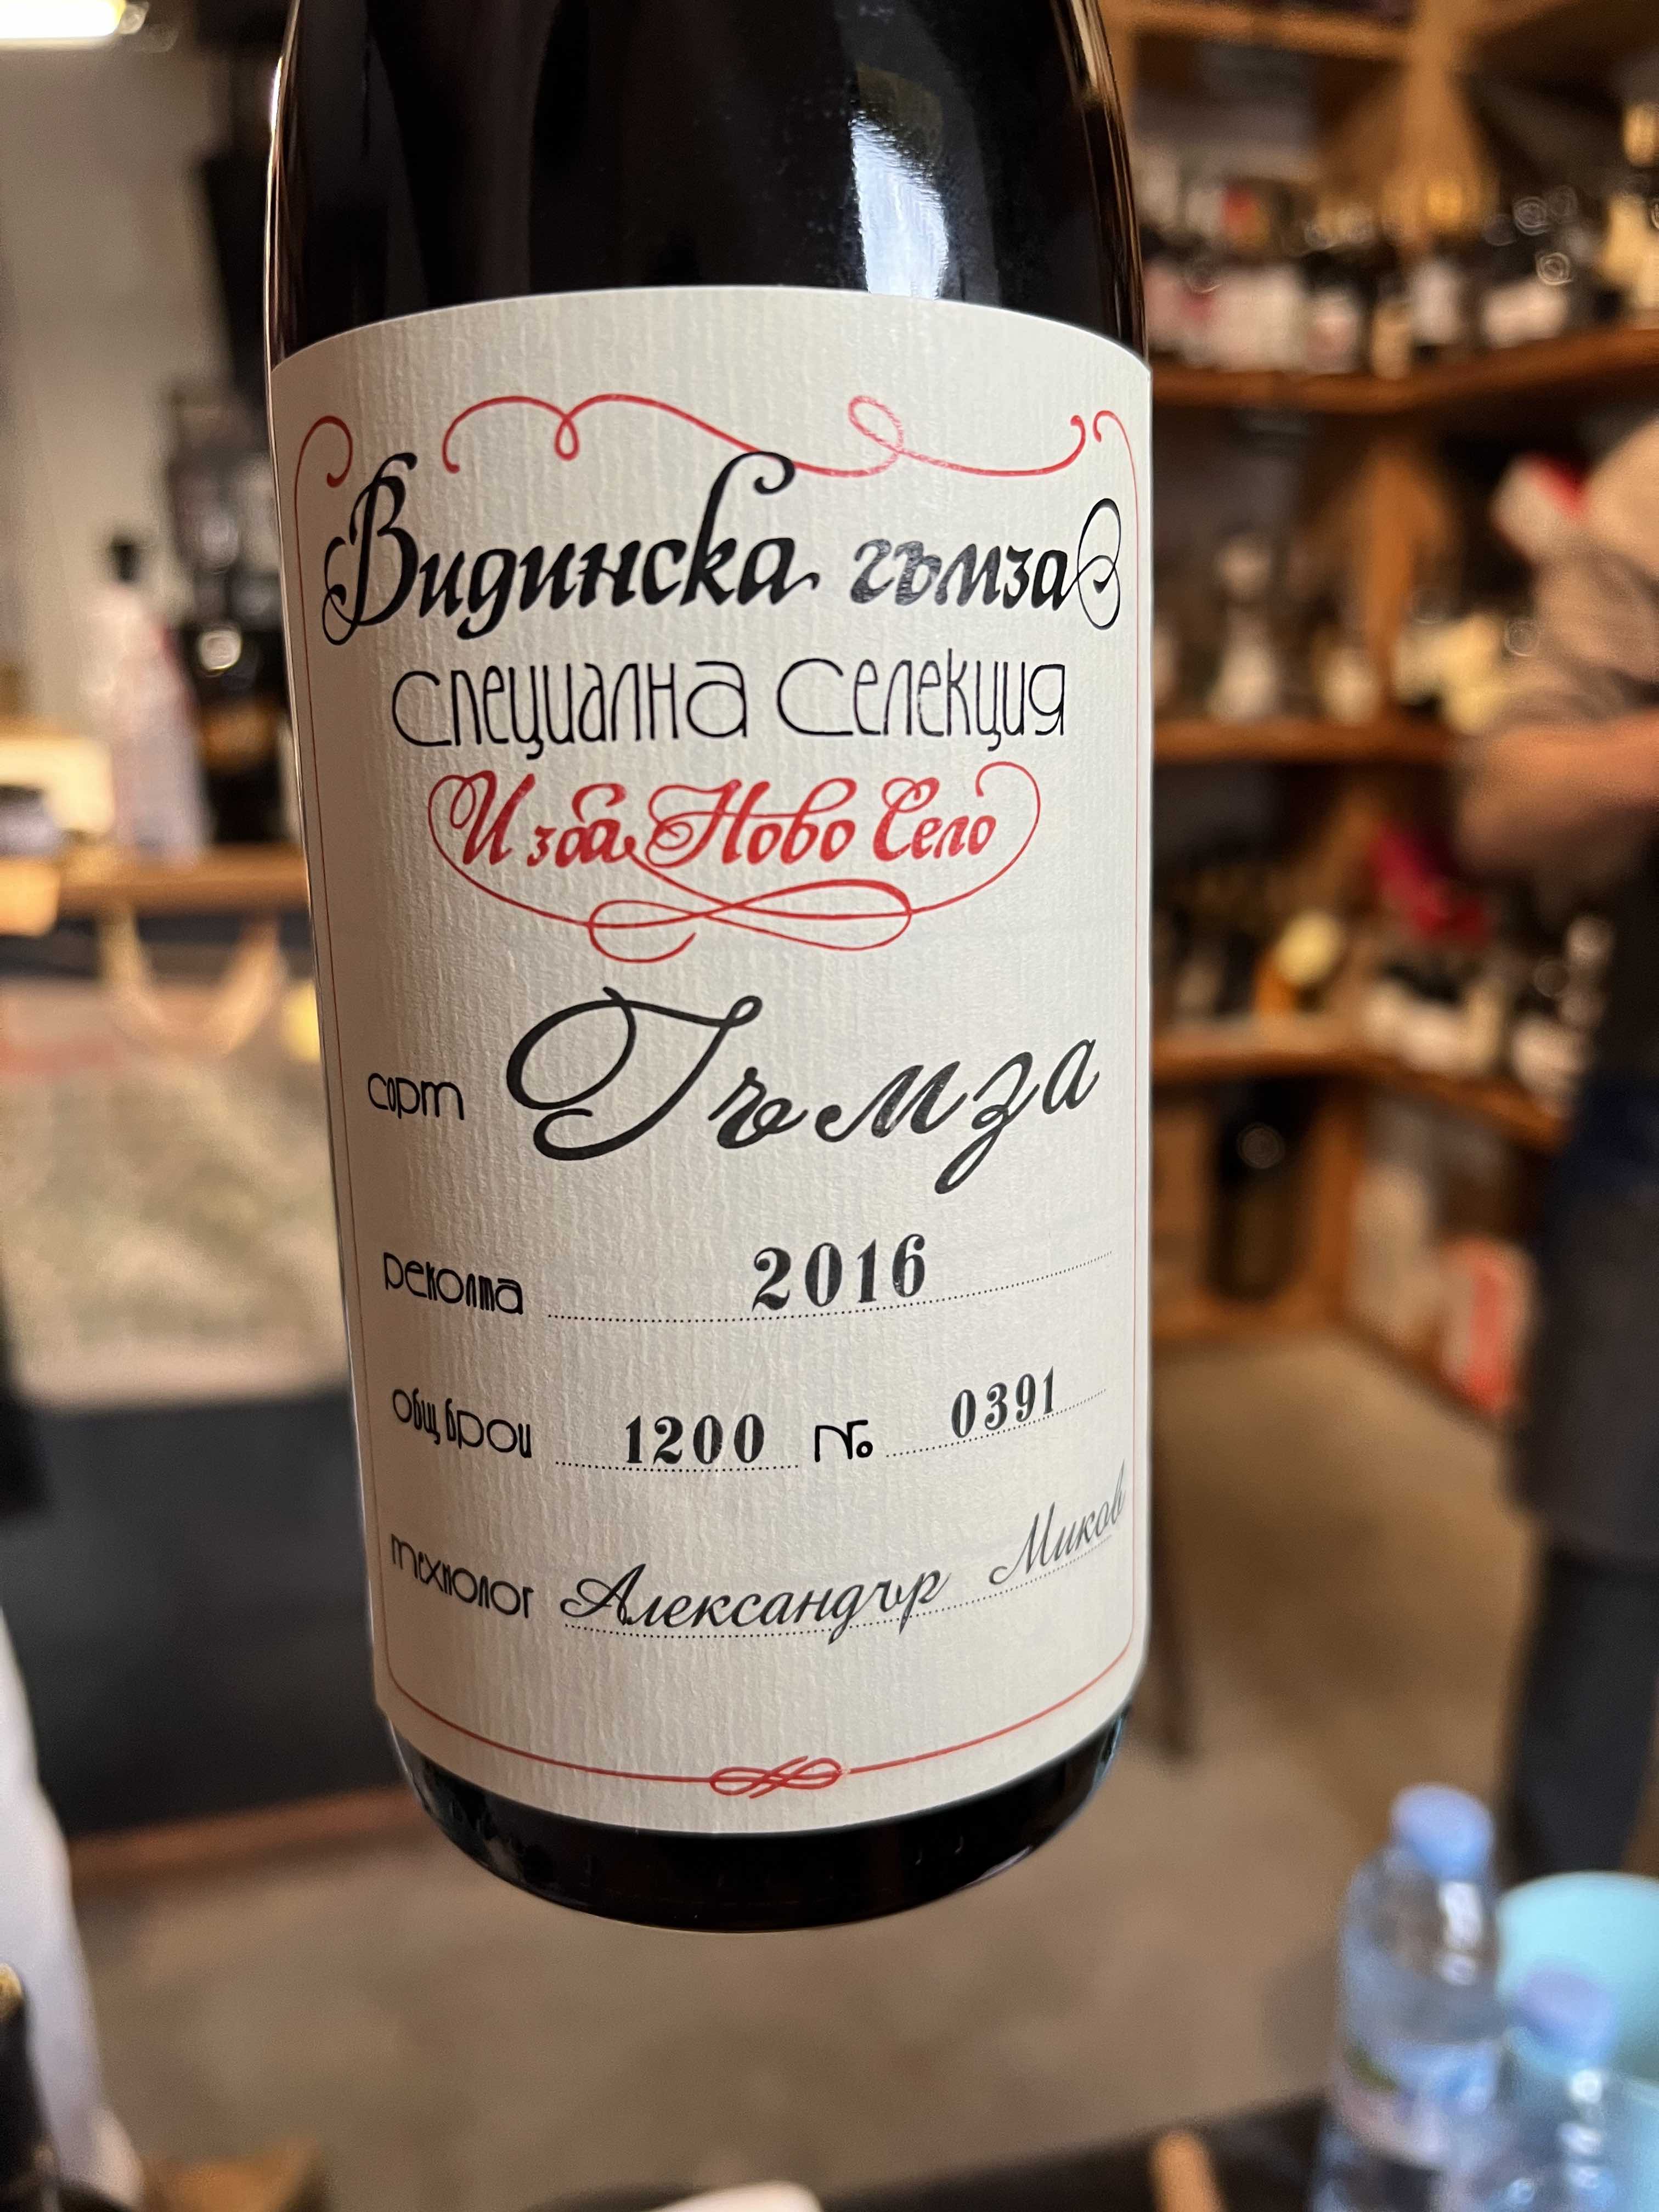 Видинска гъмза
специална селекция
Изба Ново Село
сорт Гъмза
реколта 2016
общ брой 1200 № 0391
технолог Александър Миков